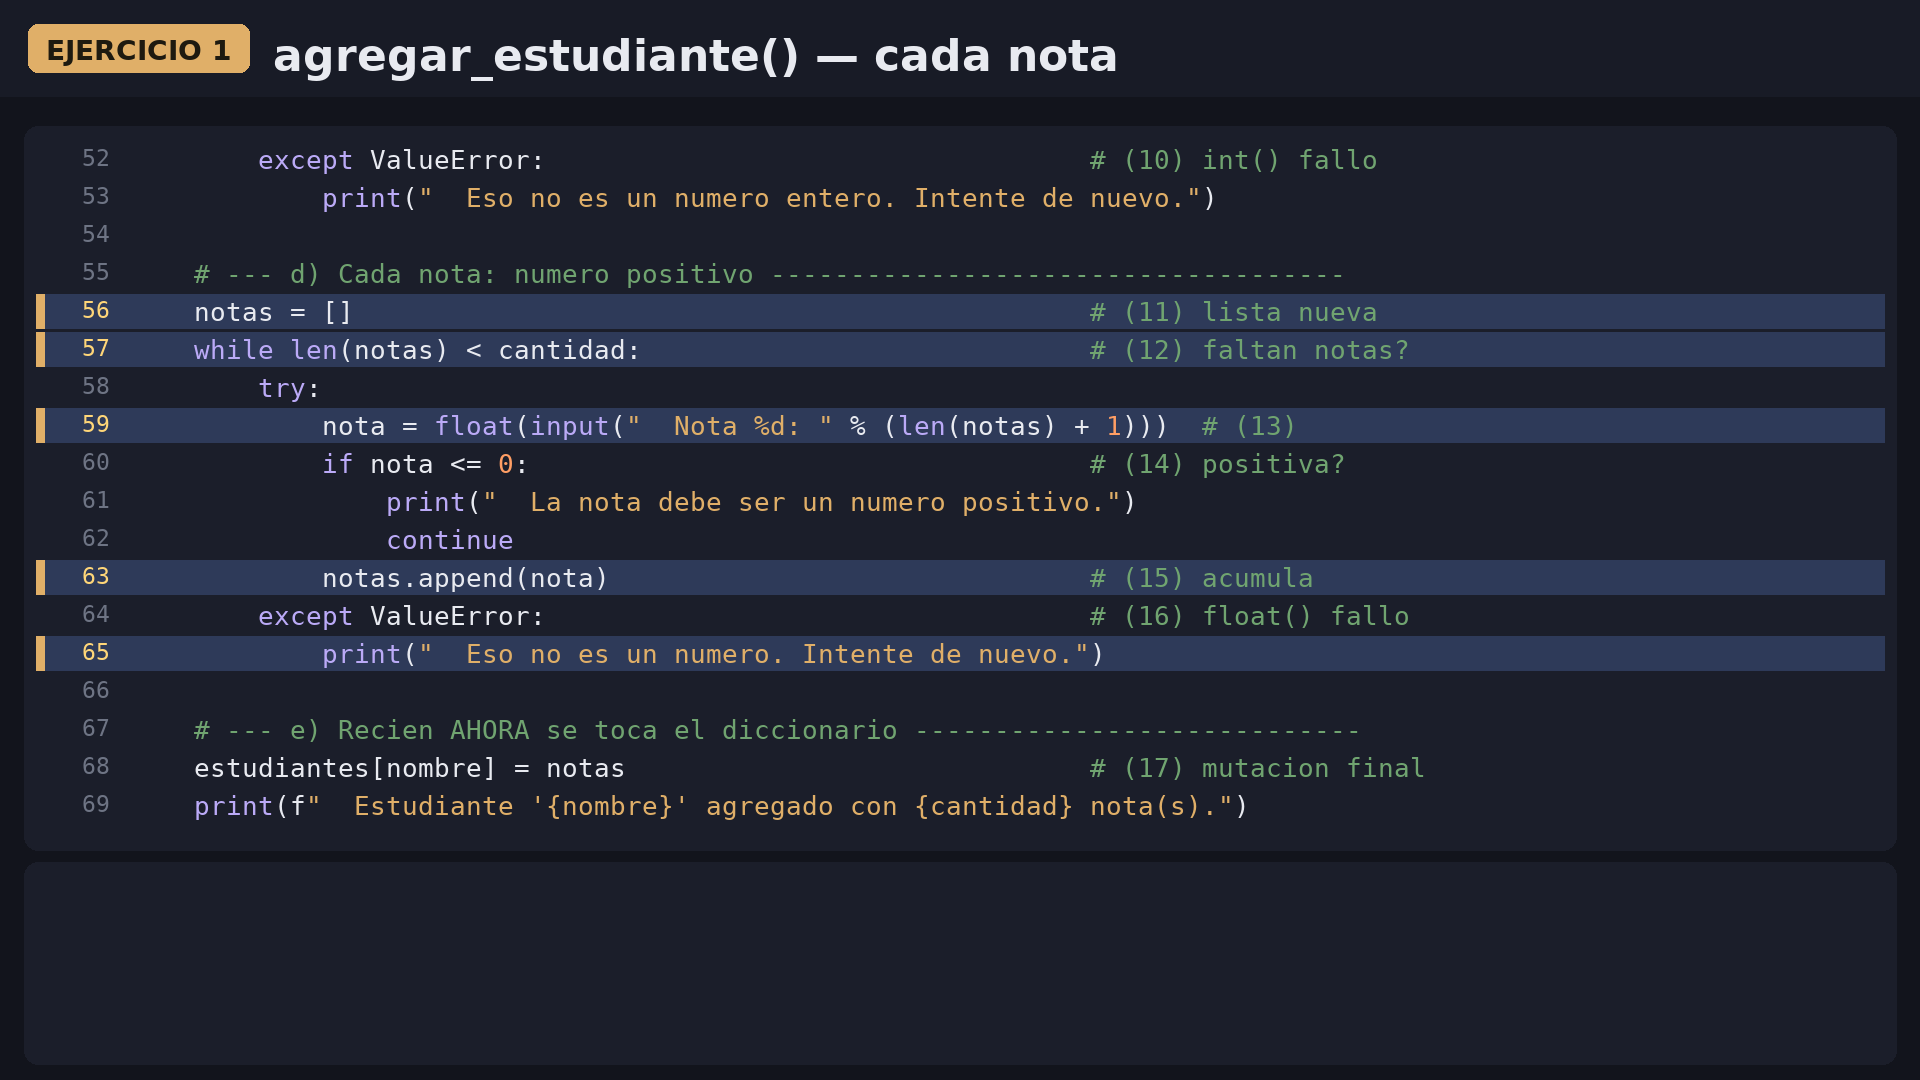 EJERCICIO 1 agregar_estudiante() — cada nota
52         except ValueError:                                  # (10) int() fallo
53             print("  Eso no es un numero entero. Intente de nuevo.")
54
55     # --- d) Cada nota: numero positivo ------------------------------------
56     notas = []                                              # (11) lista nueva
57     while len(notas) < cantidad:                            # (12) faltan notas?
58         try:
59             nota = float(input("  Nota %d: " % (len(notas) + 1)))  # (13)
60             if nota <= 0:                                   # (14) positiva?
61                 print("  La nota debe ser un numero positivo.")
62                 continue
63             notas.append(nota)                              # (15) acumula
64         except ValueError:                                  # (16) float() fallo
65             print("  Eso no es un numero. Intente de nuevo.")
66
67     # --- e) Recien AHORA se toca el diccionario ----------------------------
68     estudiantes[nombre] = notas                             # (17) mutacion final
69     print(f"  Estudiante '{nombre}' agregado con {cantidad} nota(s).")